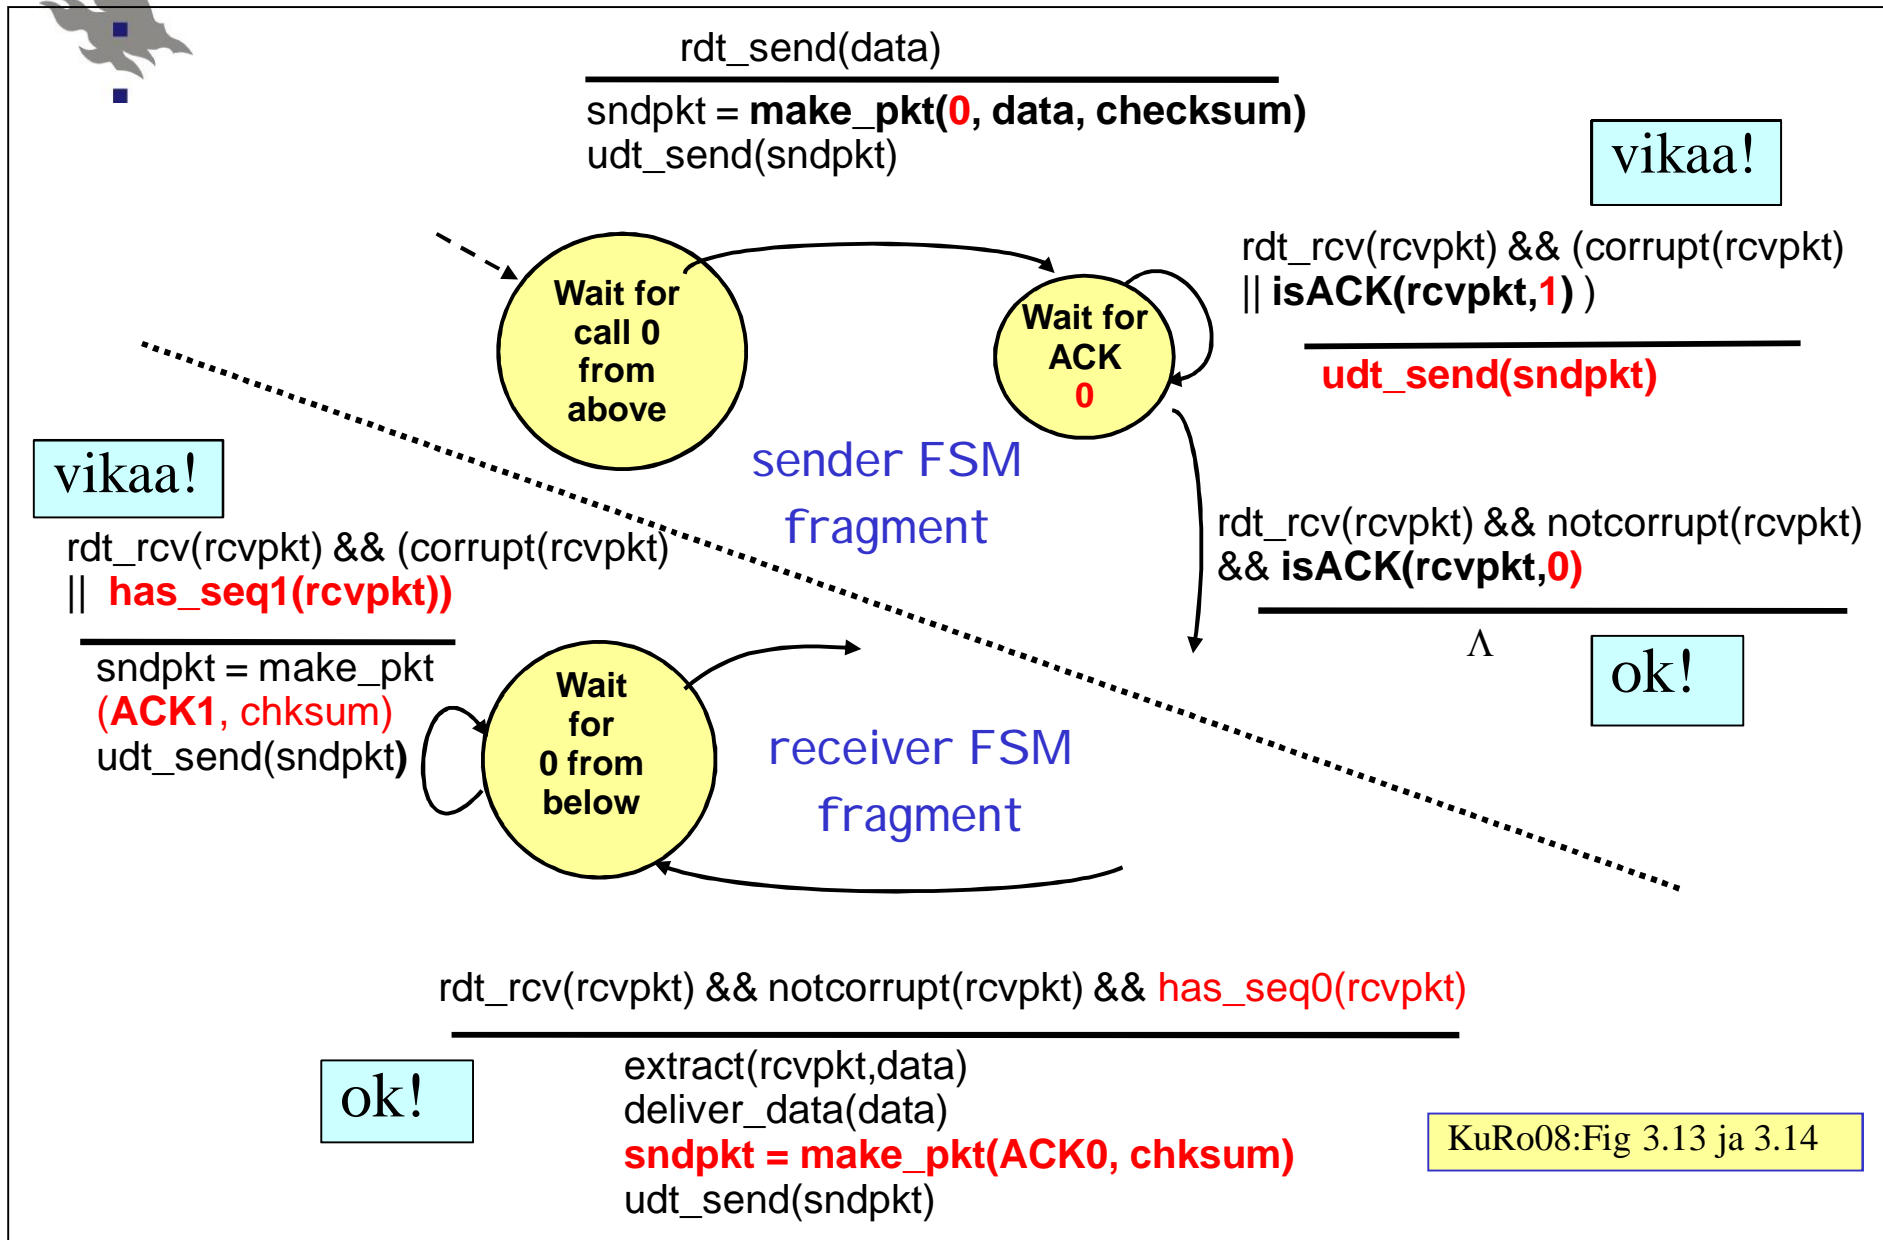 rdt_send(data)
sndpkt = make_pkt(0, data, checksum)
udt_send(sndpkt)
vikaa!
rdt_rcv(rcvpkt) && (corrupt(rcvpkt)
|| isACK(rcvpkt,1) )
udt_send(sndpkt)
Wait for
call 0
from
above
Wait for
ACK
0
sender FSM
fragment
rdt_rcv(rcvpkt) && notcorrupt(rcvpkt)
&& isACK(rcvpkt,0)
Λ
ok!
vikaa!
rdt_rcv(rcvpkt) && (corrupt(rcvpkt)
|| has_seq1(rcvpkt))
sndpkt = make_pkt
(ACK1, chksum)
udt_send(sndpkt)
Wait
for
0 from
below
receiver FSM
fragment
rdt_rcv(rcvpkt) && notcorrupt(rcvpkt) && has_seq0(rcvpkt)
ok!
extract(rcvpkt,data)
deliver_data(data)
sndpkt = make_pkt(ACK0, chksum)
udt_send(sndpkt)
KuRo08:Fig 3.13 ja 3.14